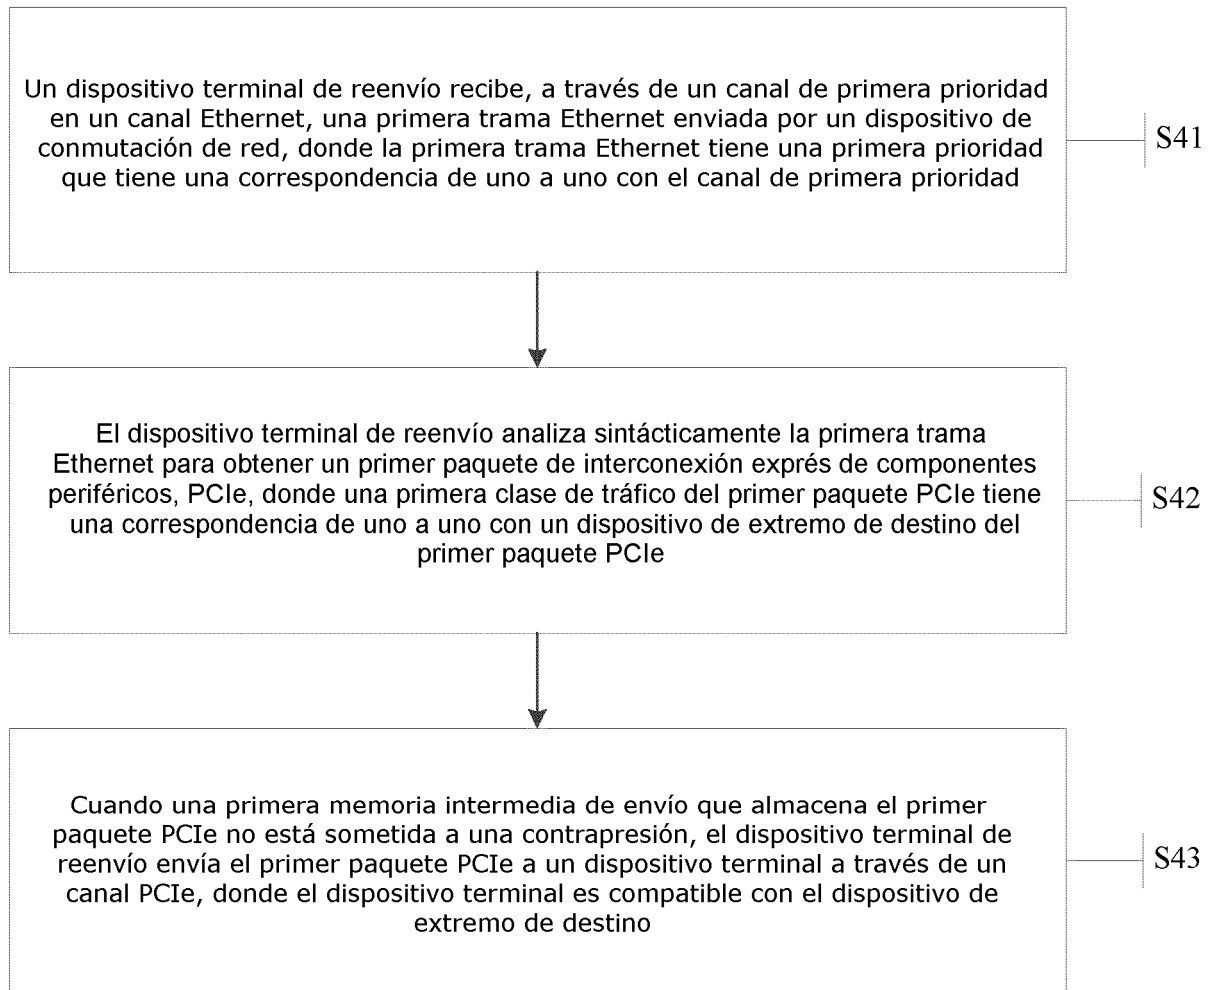 Un dispositivo terminal de reenvío recibe, a través de un canal de primera prioridad
en un canal Ethernet, una primera trama Ethernet enviada por un dispositivo de
conmutación de red, donde la primera trama Ethernet tiene una primera prioridad
que tiene una correspondencia de uno a uno con el canal de primera prioridad
S41
El dispositivo terminal de reenvío analiza sintácticamente la primera trama
Ethernet para obtener un primer paquete de interconexión exprés de componentes
periféricos, PCIe, donde una primera clase de tráfico del primer paquete PCIe tiene
una correspondencia de uno a uno con un dispositivo de extremo de destino del
primer paquete PCIe
S42
Cuando una primera memoria intermedia de envío que almacena el primer
paquete PCIe no está sometida a una contrapresión, el dispositivo terminal de
reenvío envía el primer paquete PCIe a un dispositivo terminal a través de un
canal PCIe, donde el dispositivo terminal es compatible con el dispositivo de
extremo de destino
S43